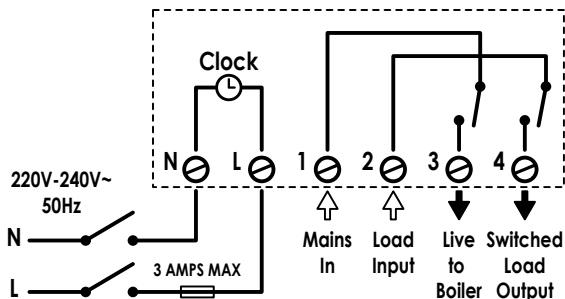 Clock
N L 1 2 3 4
220V-240V~
50Hz
N
L
3 AMPS MAX
Mains
In
Load
Input
Live
to
Boiler
Switched
Load
Output